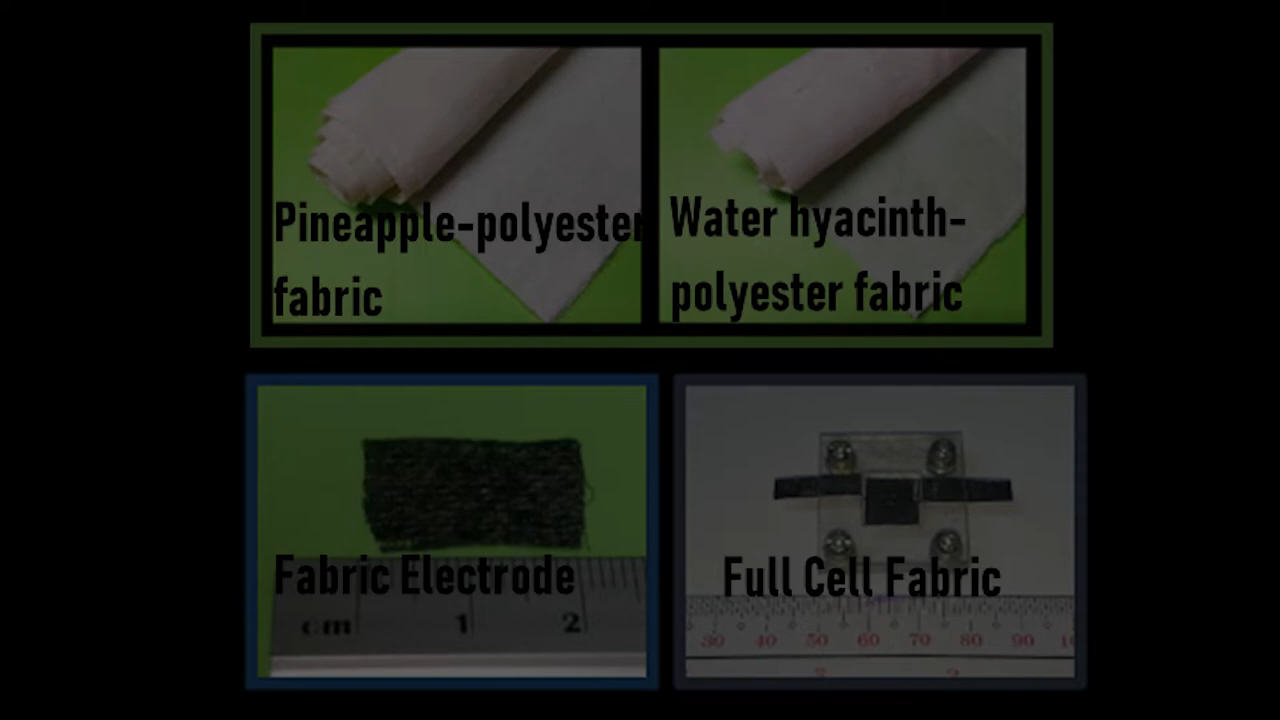 Pineapple-polyester
fabric
Water hyacinth-
polyester fabric
Fabric Electrode
cm 1 2
Full Cell Fabric
30 40 50 60 70 80 90